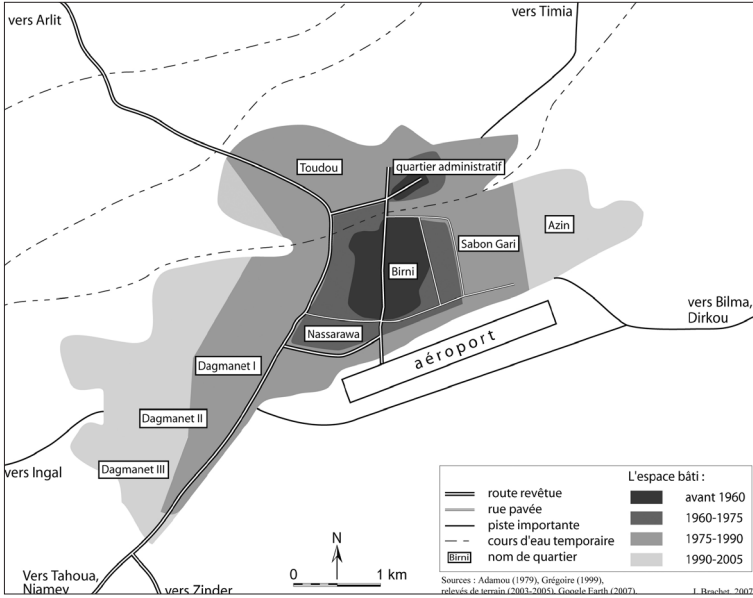 vers Arlit
vers Timia
Toudou
quartier administratif
Azin
Sabon Gari
Birni
vers Bilma,
Dirkou
Nassarawa
aéroport
Dagmanet I
Dagmanet II
Dagmanet III
vers Ingal
Vers Tahoua,
Niamey
vers Zinder
N
0 1 km
route revêtue
rue pavée
piste importante
cours d'eau temporaire
Birni nom de quartier
L'espace bâti :
avant 1960
1960-1975
1975-1990
1990-2005
Sources : Adamou (1979), Grégoire (1999),
relevés de terrain (2003-2005), Google Earth (2007).
J. Brachet, 2007